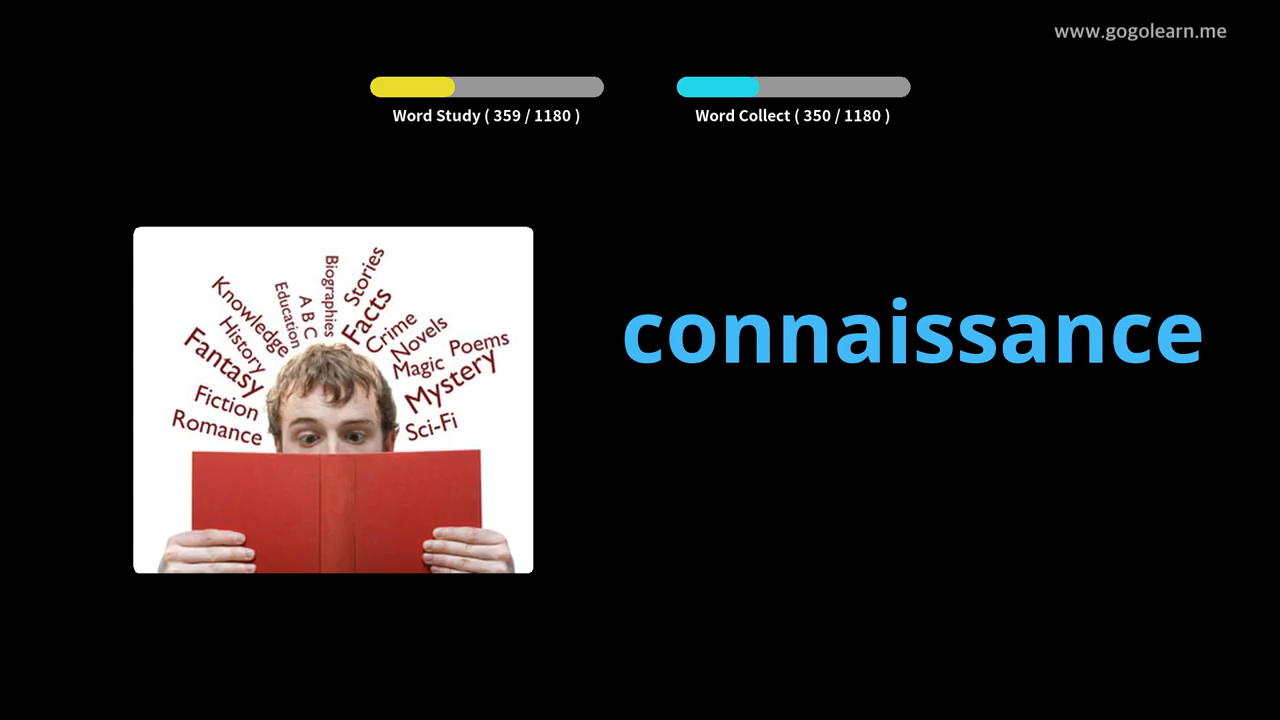 www.gogolearn.me
Word Study ( 359 / 1180 )
Word Collect ( 350 / 1180 )
Knowledge
Education
A B C
Biographies
Stories
History
Facts
Crime
Novels
Fantasy
Magic
Poems
Mystery
Fiction
Romance
Sci-Fi
connaissance